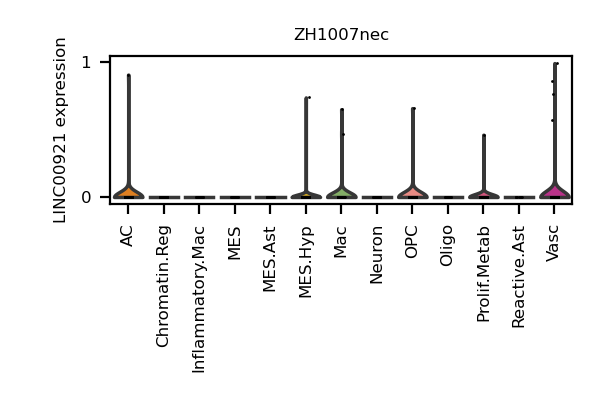 ZH1007nec
LINC00921 expression
1
0
AC
Chromatin.Reg
Inflammatory.Mac
MES
MES.Ast
MES.Hyp
Mac
Neuron
OPC
Oligo
Prolif.Metab
Reactive.Ast
Vasc